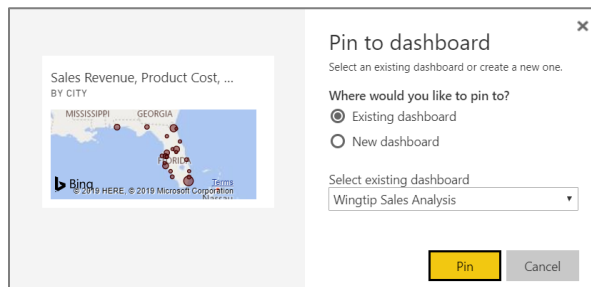 Sales Revenue, Product Cost, ...
BY CITY
MISSISSIPPI GEORGIA
FLORIDA
Bing
Terms
© 2019 HERE, © 2019 Microsoft Corporation
Nassau
Pin to dashboard
Select an existing dashboard or create a new one.
Where would you like to pin to?
Existing dashboard
New dashboard
Select existing dashboard
Wingtip Sales Analysis
Pin Cancel